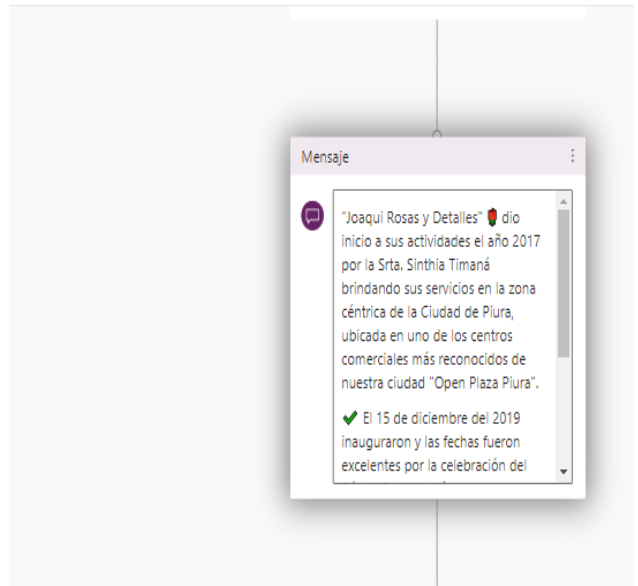 Mensaje
"Joaqui Rosas y Detalles" 🌹 dio
inicio a sus actividades el año 2017
por la Srta. Sinthia Timaná
brindando sus servicios en la zona
céntrica de la Ciudad de Piura,
ubicada en uno de los centros
comerciales más reconocidos de
nuestra ciudad "Open Plaza Piura".
✔ El 15 de diciembre del 2019
inauguraron y las fechas fueron
excelentes por la celebración del